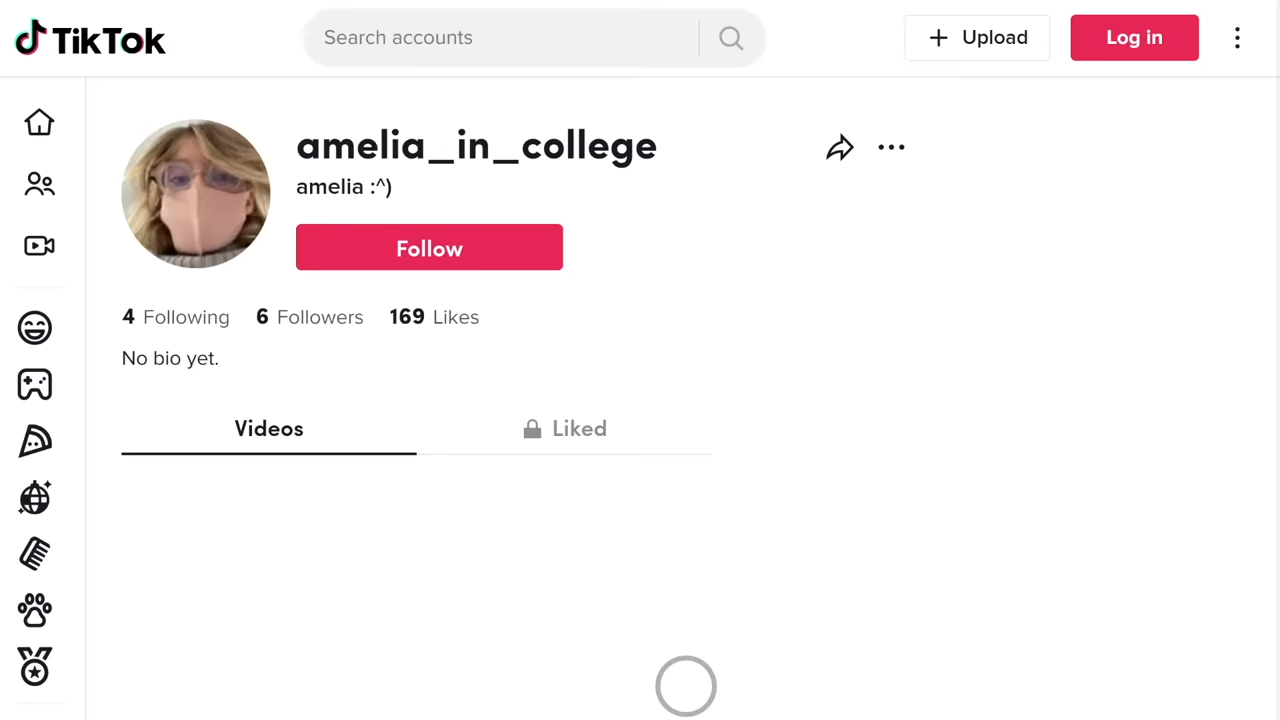 TikTok
Search accounts
Upload
Log in
amelia_in_college
amelia :^)
Follow
4 Following 6 Followers 169 Likes
No bio yet.
Videos
Liked